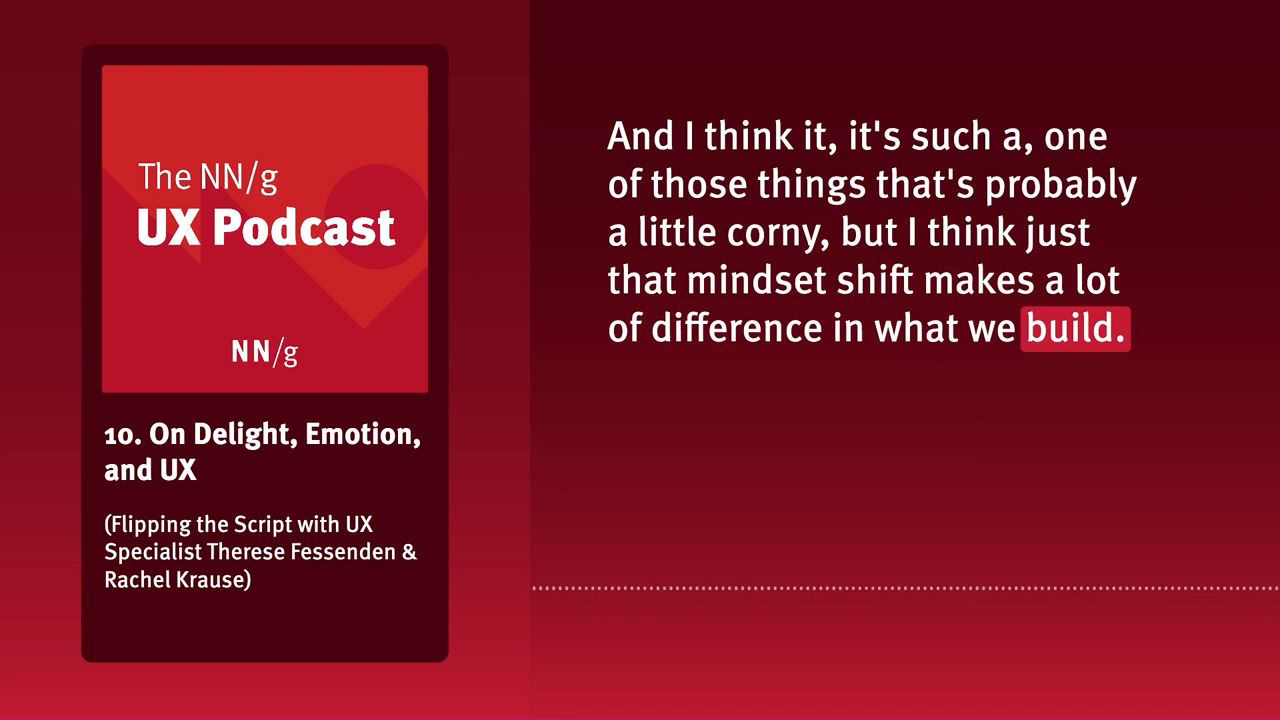 The NN/g
UX Podcast
NN/g
10. On Delight, Emotion,
and UX
(Flipping the Script with UX
Specialist Therese Fessenden &
Rachel Krause)
And I think it, it's such a, one
of those things that's probably
a little corny, but I think just
that mindset shift makes a lot
of difference in what we build.